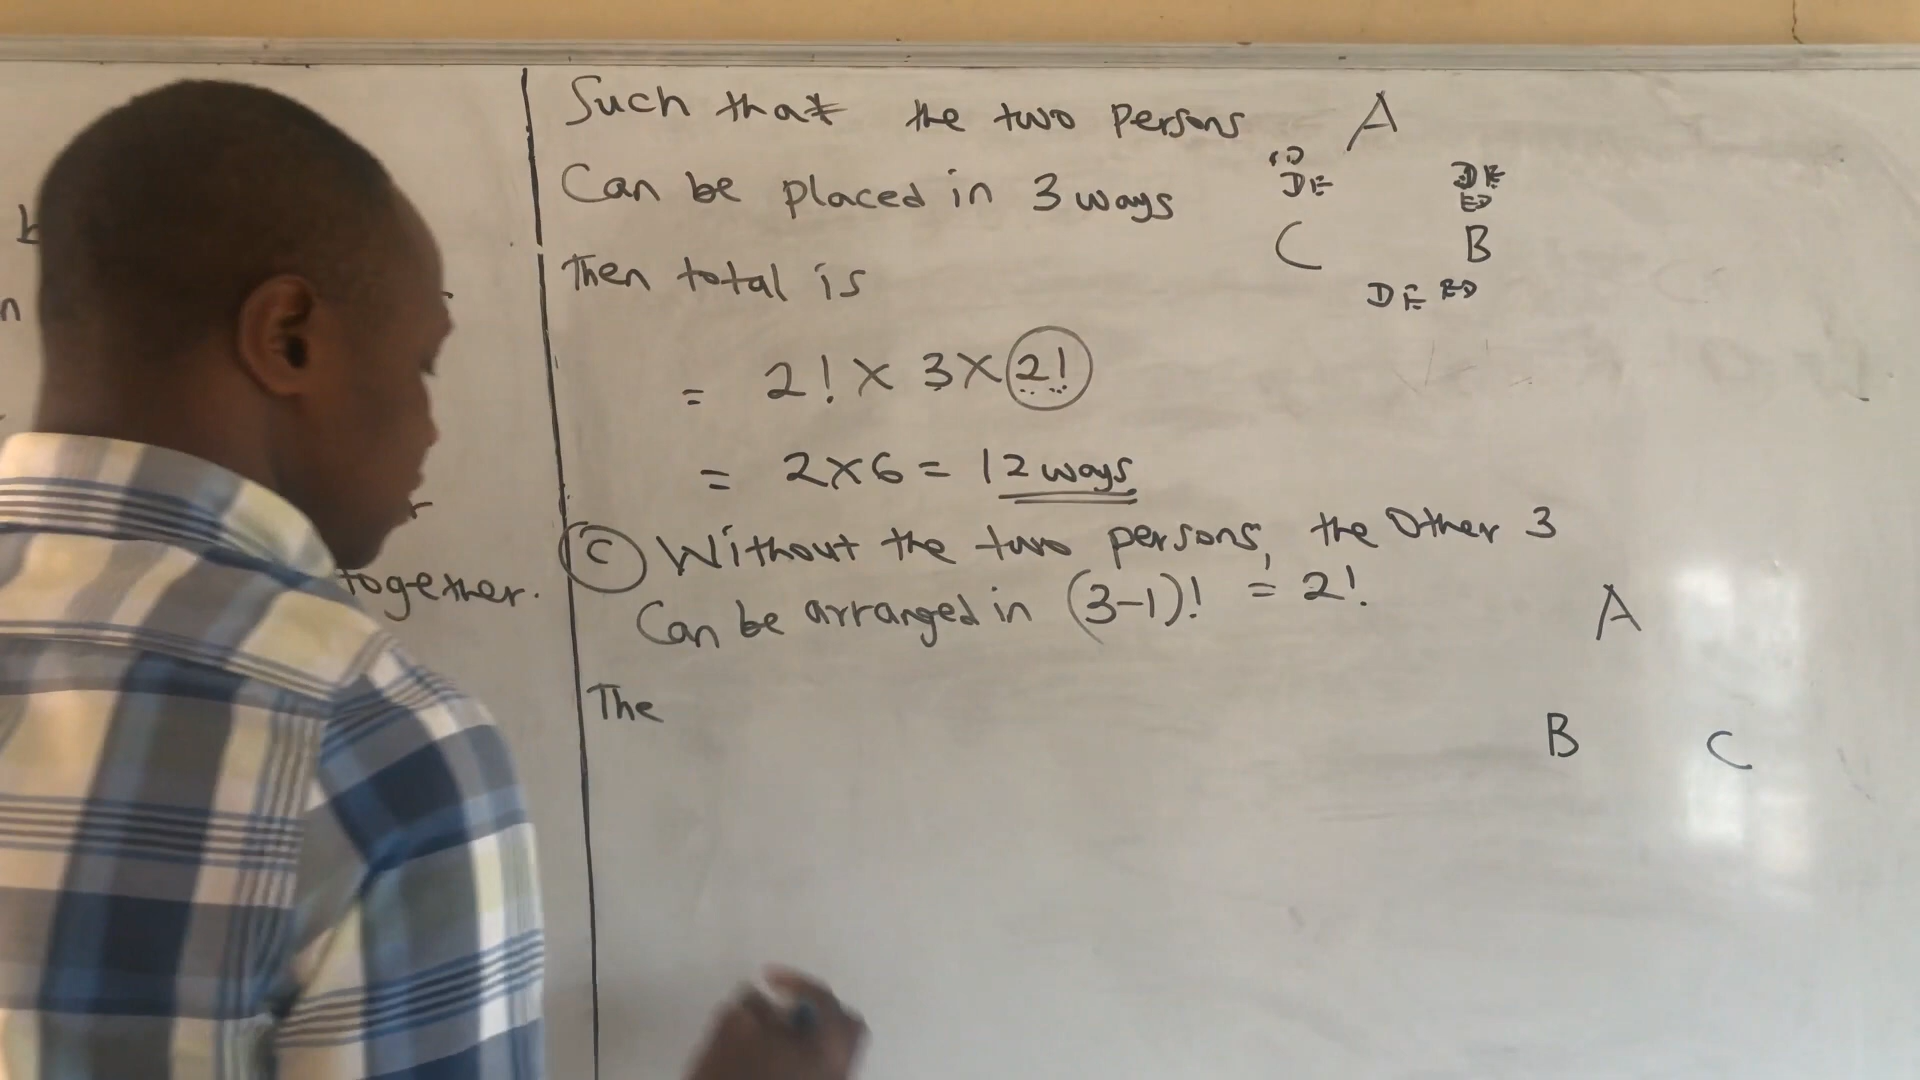 together.
Such that the two persons
Can be placed in 3 ways
Then total is
= 2! × 3 × 2!
= 2×6 = 12 ways
(C) Without the two persons, the Other 3
Can be arranged in (3-1)! = 2!
The
A
DE
DE
ED
C B
DE ED
A
B C